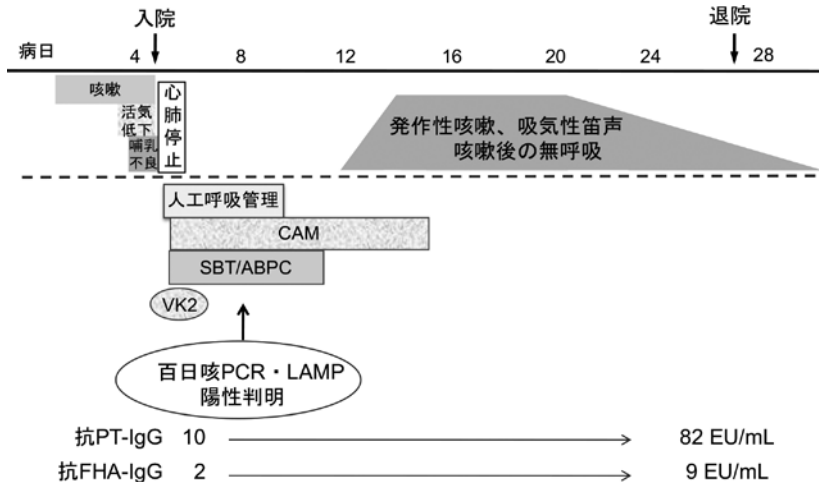 入院
退院
病日 4 8 12 16 20 24 28
咳嗽
活気
低下
哺乳
不良
心肺停止
発作性咳嗽、吸気性笛声
咳嗽後の無呼吸
人工呼吸管理
CAM
SBT/ABPC
VK2
百日咳PCR・LAMP
陽性判明
抗PT-IgG 10 82 EU/mL
抗FHA-IgG 2 9 EU/mL